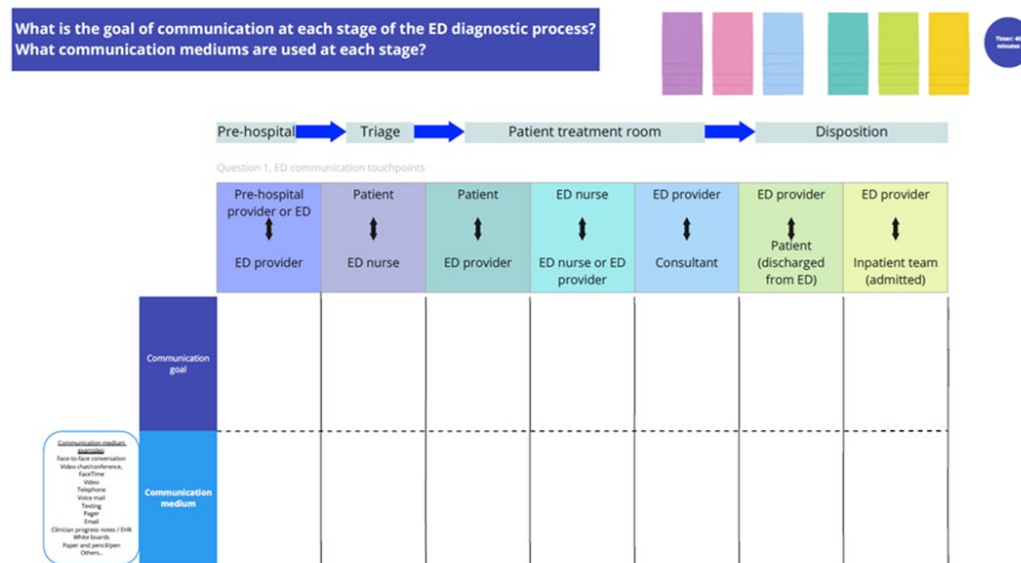 What is the goal of communication at each stage of the ED diagnostic process?
What communication mediums are used at each stage?
Timer: 45
minutes
Pre-hospital
Triage
Patient treatment room
Disposition
Question 1, ED communication touchpoints
Pre-hospital
provider or ED
ED provider
Patient
ED nurse
Patient
ED provider
ED nurse
ED nurse or ED
provider
ED provider
Consultant
ED provider
Patient
(discharged
from ED)
ED provider
Inpatient team
(admitted)
Communication
goal
Communication medium
examples:
Face-to-face conversation
Video chat/conference,
FaceTime
Video
Telephone
Voice mail
Texting
Pager
Email
Clinician progress notes / EHR
White boards
Paper and pencil/pen
Others..
Communication
medium